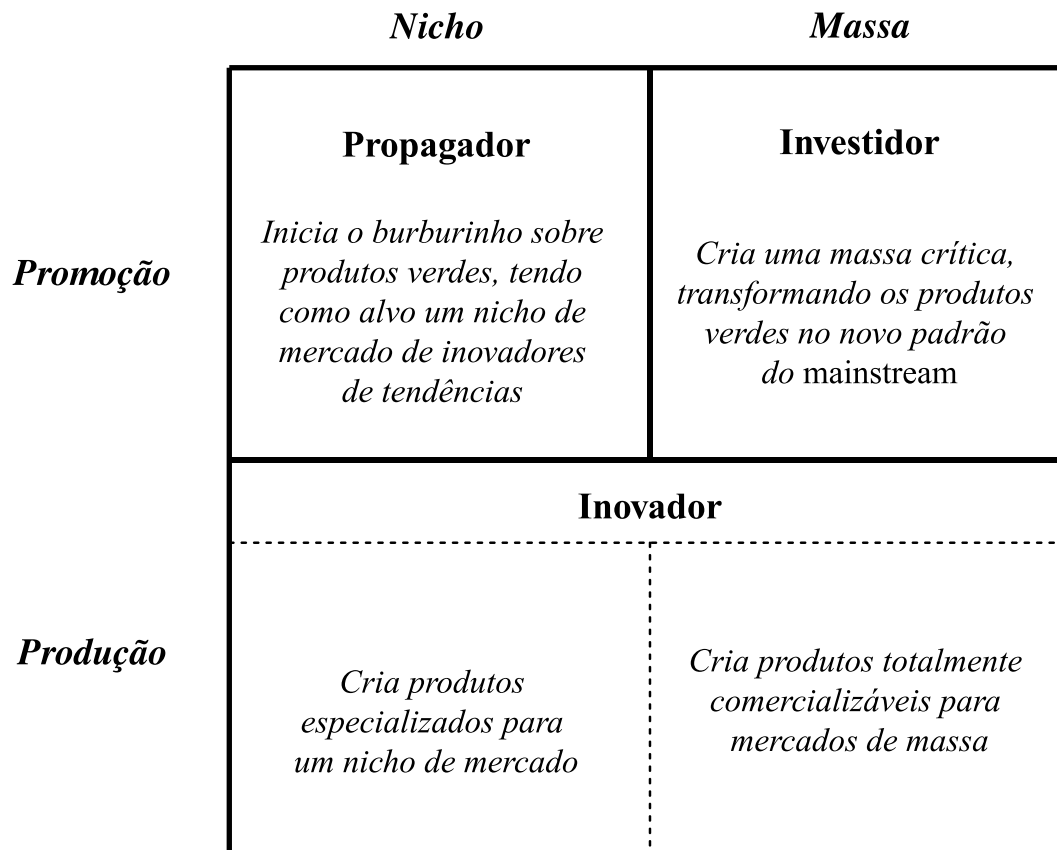 Nicho
Massa
Propagador
Investidor
Promoção
Inicia o burburinho sobre
produtos verdes, tendo
como alvo um nicho de
mercado de inovadores
de tendências
Cria uma massa crítica,
transformando os produtos
verdes no novo padrão
do mainstream
Inovador
Produção
Cria produtos
especializados para
um nicho de mercado
Cria produtos totalmente
comercializáveis para
mercados de massa